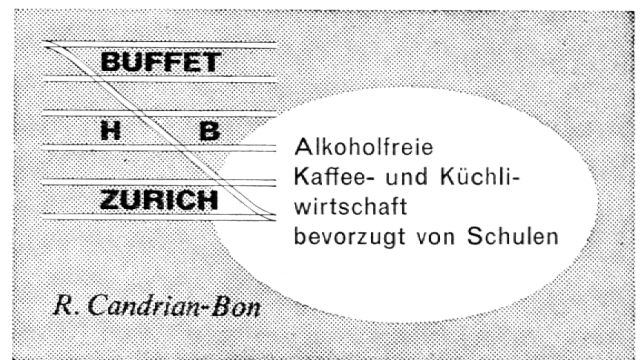 BUFFET
H B
ZURICH
Alkoholfreie
Kaffee- und Küchli-
wirtschaft
bevorzugt von Schulen
R. Candrian-Bon